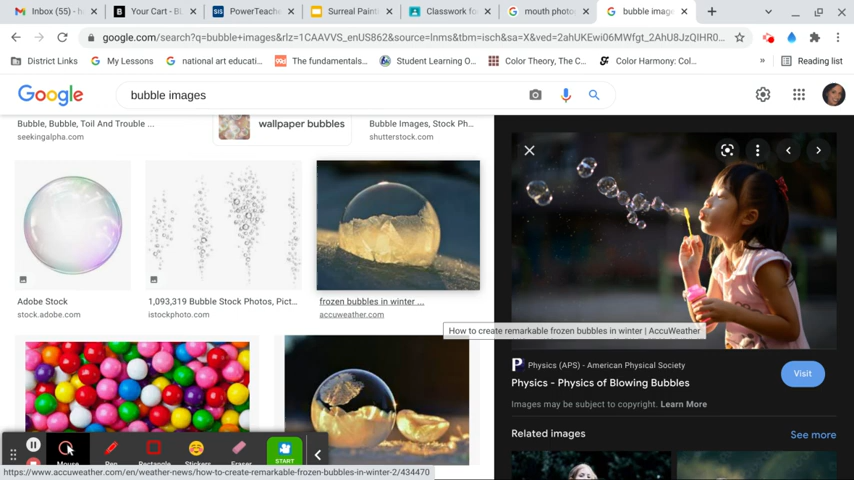 Inbox (55) - h
Your Cart - BL
PowerTeache
Surreal Paint
Classwork fo
mouth photo
bubble image
google.com/search?q=bubble+images&rlz=1CAAVVS_enUS862&source=lnms&tbm=isch&sa=X&ved=2ahUKEwi06MWfgt_2AhU8JzQIHR0...
District Links
My Lessons
national art educati...
The fundamentals...
Student Learning O...
Color Theory, The C...
Color Harmony: Col...
»
Reading list
Google
bubble images
Bubble, Bubble, Toil And Trouble ...
seekingalpha.com
wallpaper bubbles
Bubble Images, Stock Ph...
shutterstock.com
Adobe Stock
stock.adobe.com
1,093,319 Bubble Stock Photos, Pict...
istockphoto.com
frozen bubbles in winter ...
accuweather.com
How to create remarkable frozen bubbles in winter | AccuWeather
Physics (APS) - American Physical Society
Physics - Physics of Blowing Bubbles
Images may be subject to copyright. Learn More
Visit
Related images
See more
Mouse
Pen
Rectangle
Stickers
Eraser
START
https://www.accuweather.com/en/weather-news/how-to-create-remarkable-frozen-bubbles-in-winter-2/434470